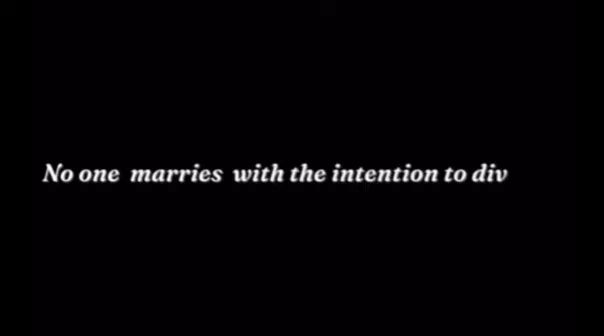 No one marries with the intention to div